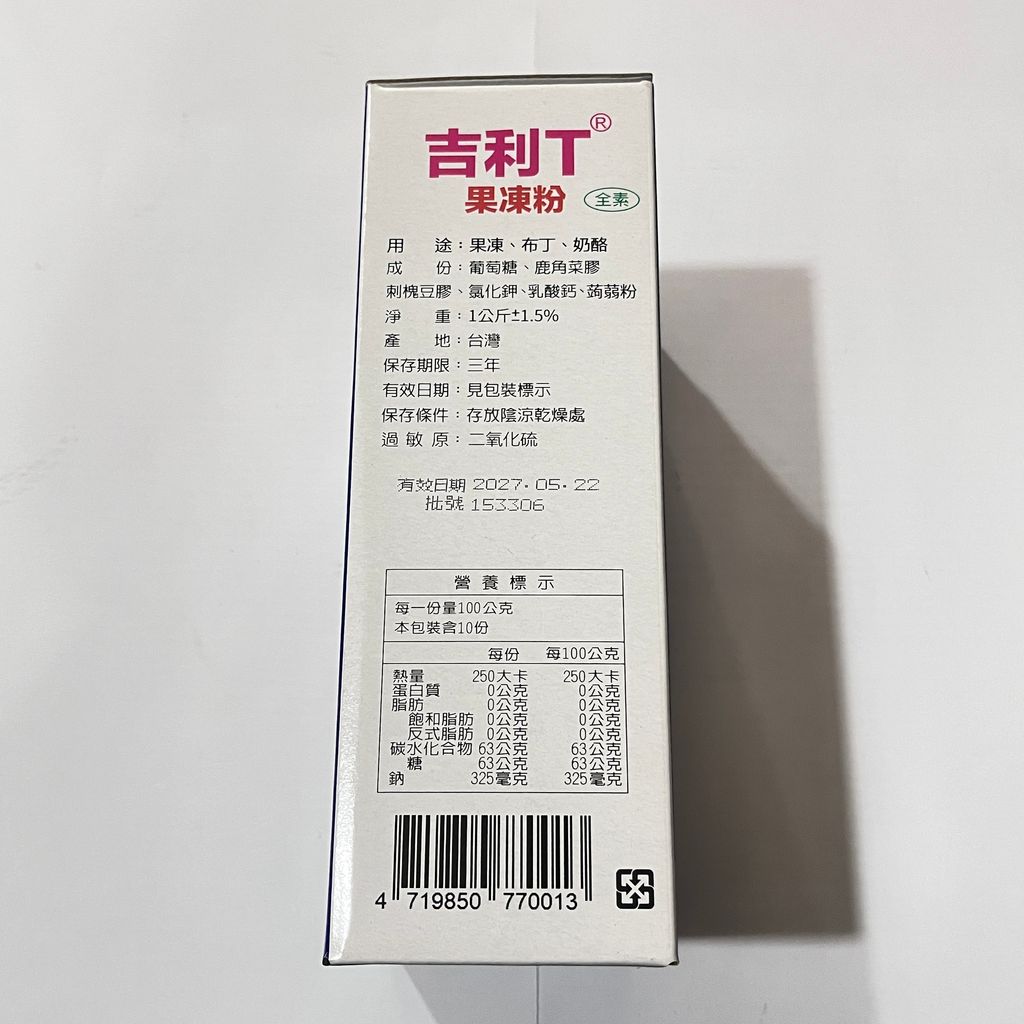 吉利T®
果凍粉 全素
用 途：果凍、布丁、奶酪
成 份：葡萄糖、鹿角菜膠
刺槐豆膠、氯化鉀、乳酸鈣、蒟蒻粉
淨 重：1公斤±1.5%
產 地：台灣
保存期限：三年
有效日期：見包裝標示
保存條件：存放陰涼乾燥處
過 敏 原：二氧化硫
有效日期 2027.05.22
批號 153306
營養標示
每一份量100公克
本包裝含10份
每份 每100公克
熱量 250大卡 250大卡
蛋白質 0公克 0公克
脂肪 0公克 0公克
飽和脂肪 0公克 0公克
反式脂肪 0公克 0公克
碳水化合物 63公克 63公克
糖 63公克 63公克
鈉 325毫克 325毫克
4 719850 770013